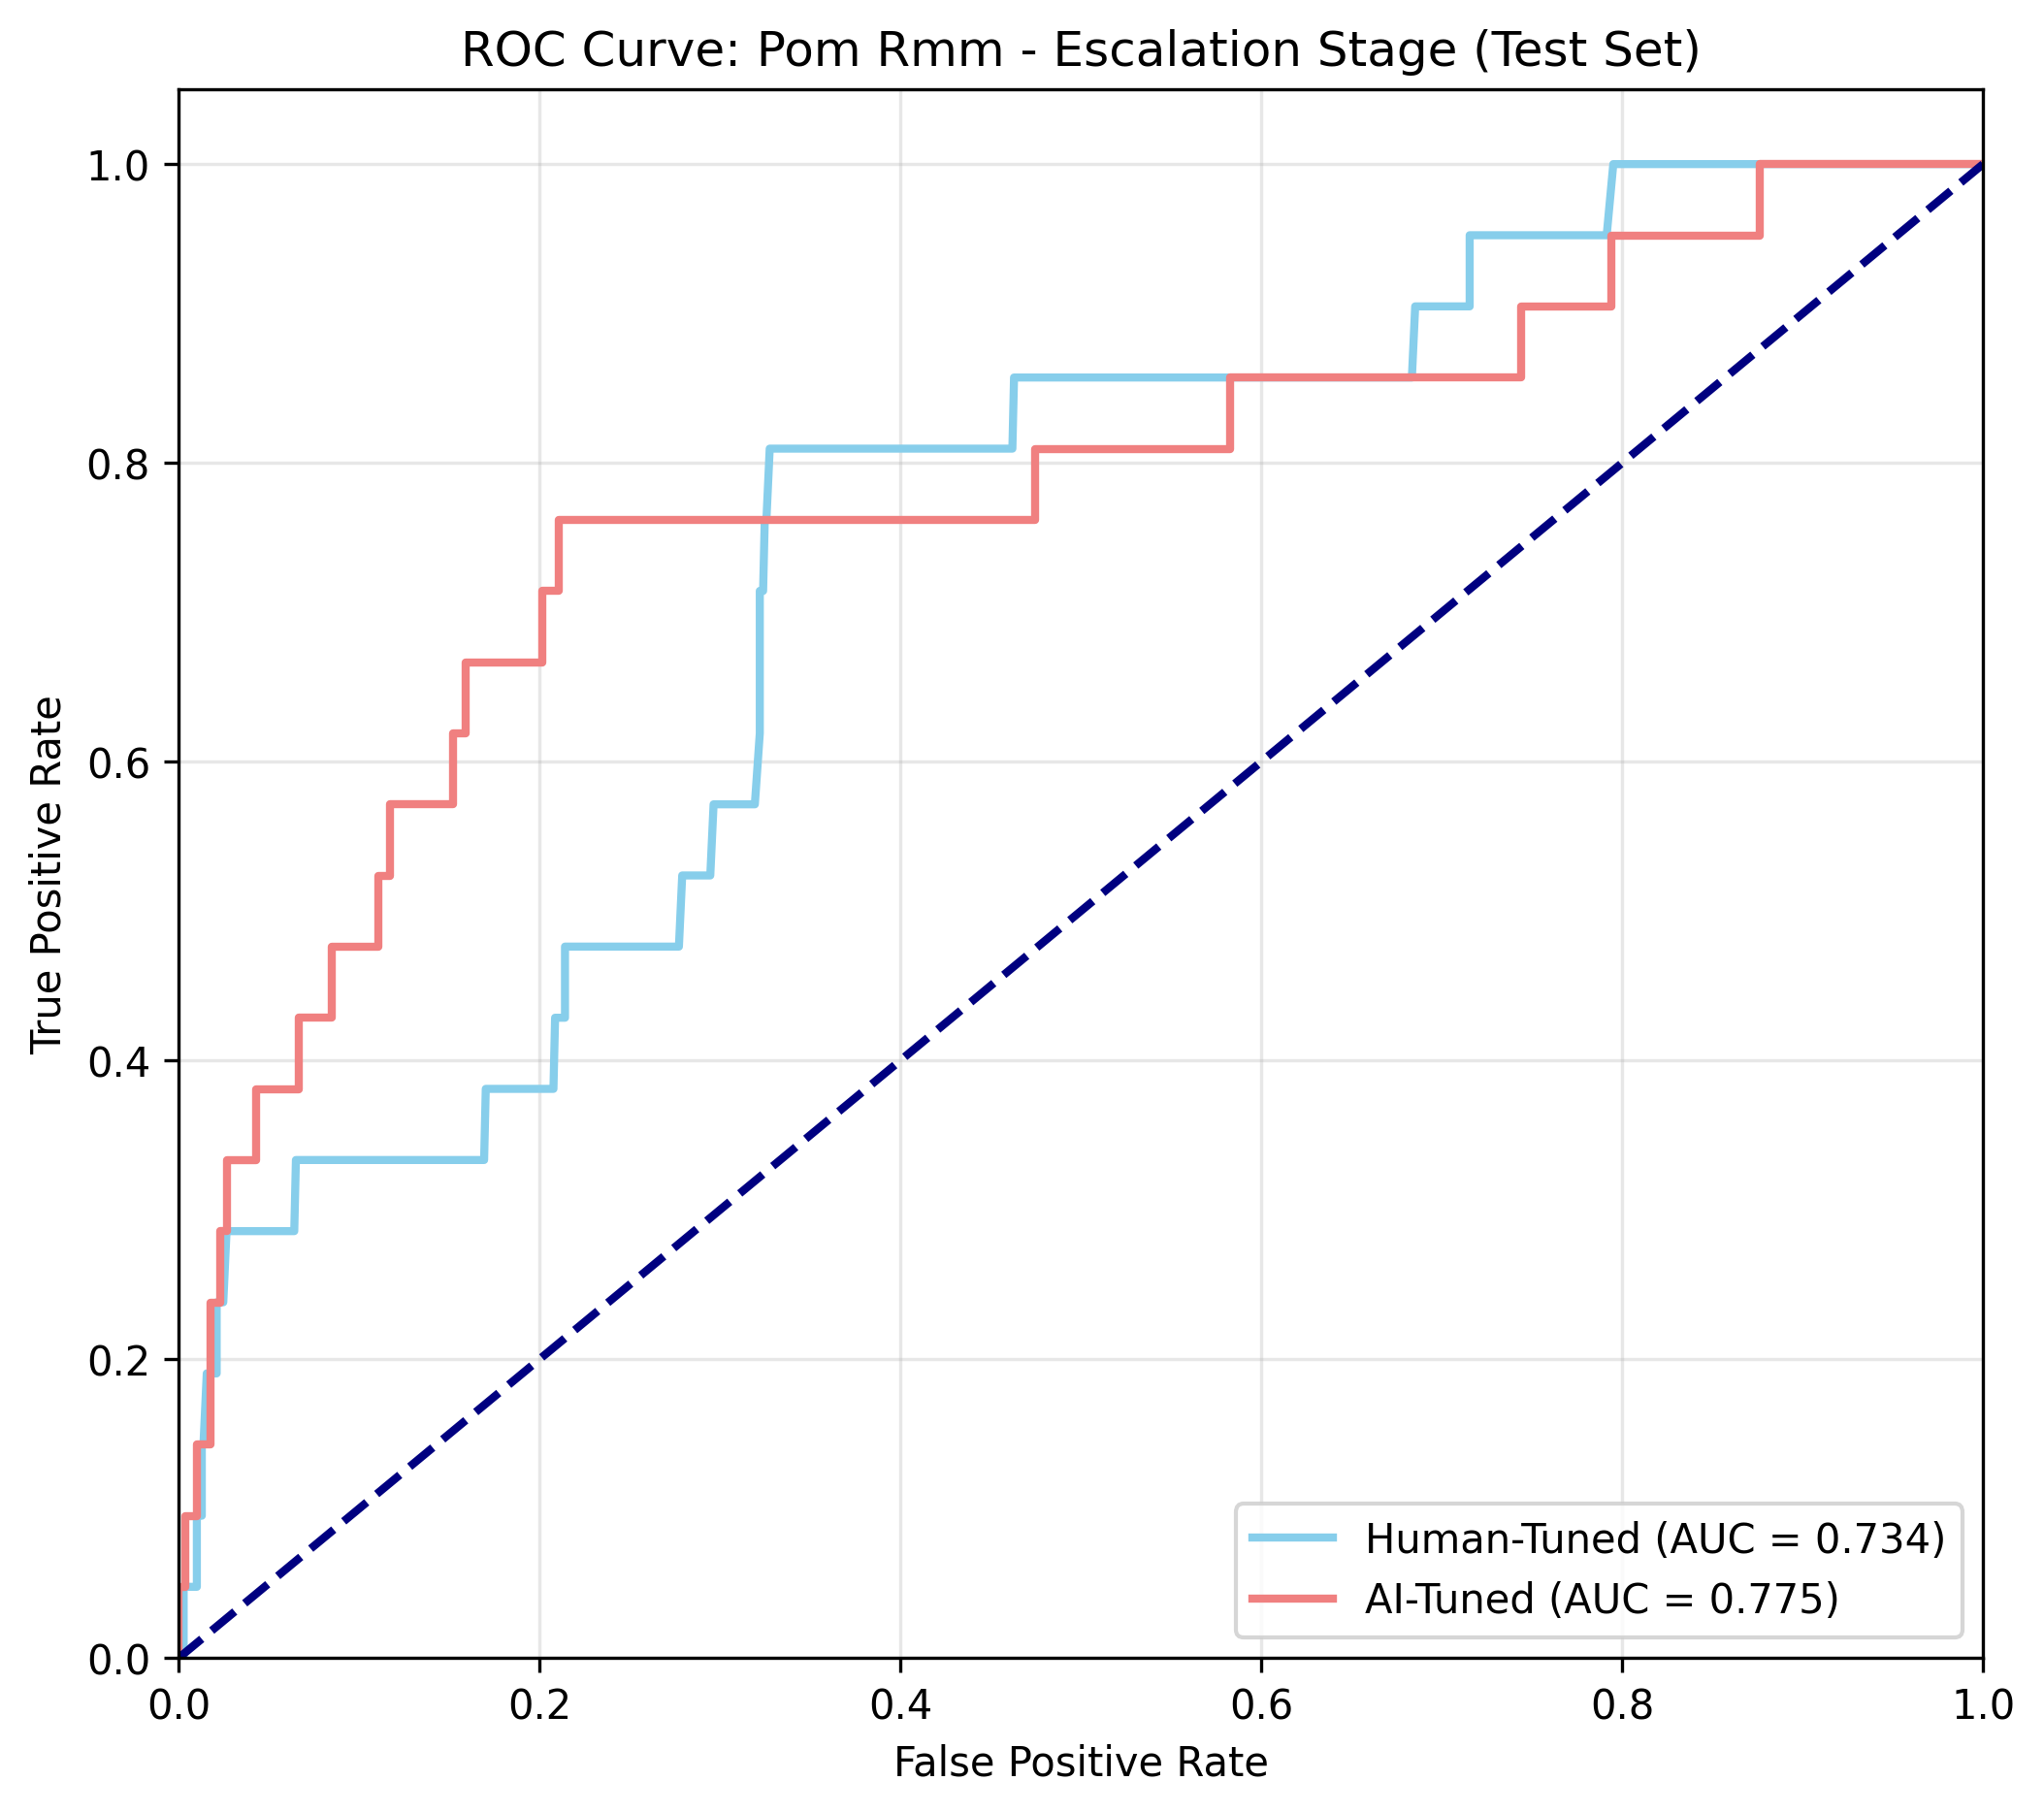 ROC Curve: Pom Rmm - Escalation Stage (Test Set)
1.0
0.8
0.6
0.4
0.2
0.0
True Positive Rate
0.0 0.2 0.4 0.6 0.8 1.0
False Positive Rate
Human-Tuned (AUC = 0.734)
AI-Tuned (AUC = 0.775)